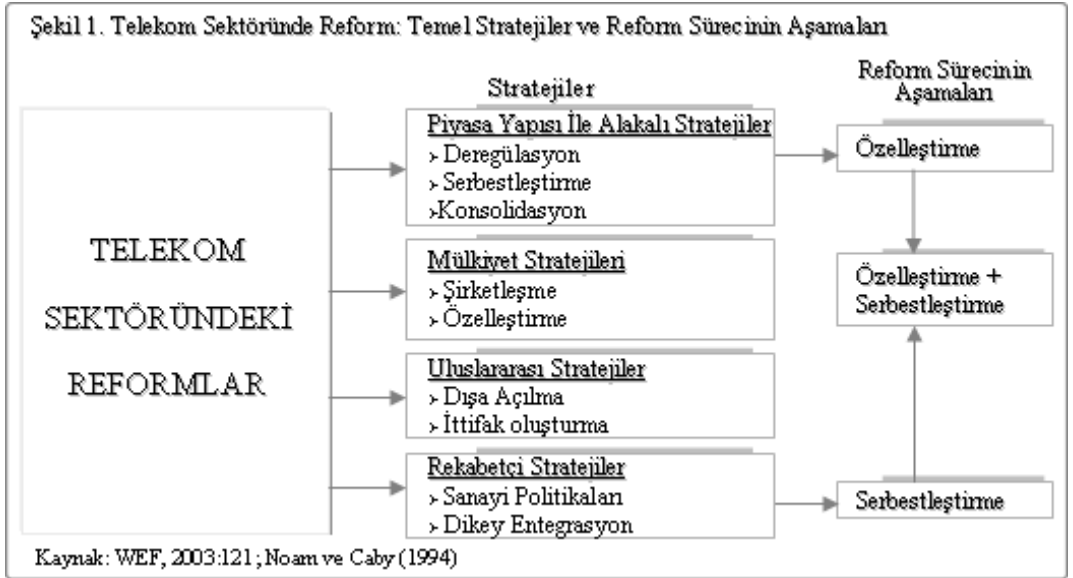 Şekil 1. Telekom Sektöründe Reform: Temel Stratejiler ve Reform Sürecinin Aşamaları
Stratejiler
Reform Sürecinin
Aşamaları
TELEKOM
SEKTÖRÜNDEKİ
REFORMLAR
Piyasa Yapısı İle Alakalı Stratejiler
➢ Deregülasyon
➢ Serbestleştirme
➢Konsolidasyon
Mülkiyet Stratejileri
➢ Şirketleşme
➢ Özelleştirme
Uluslararası Stratejiler
➢ Dışa Açılma
➢ İttifak oluşturma
Rekabetçi Stratejiler
➢ Sanayi Politikaları
➢ Dikey Entegrasyon
Özelleştirme
Özelleştirme +
Serbestleştirme
Serbestleştirme
Kaynak: WEF, 2003:121; Noam ve Caby (1994)